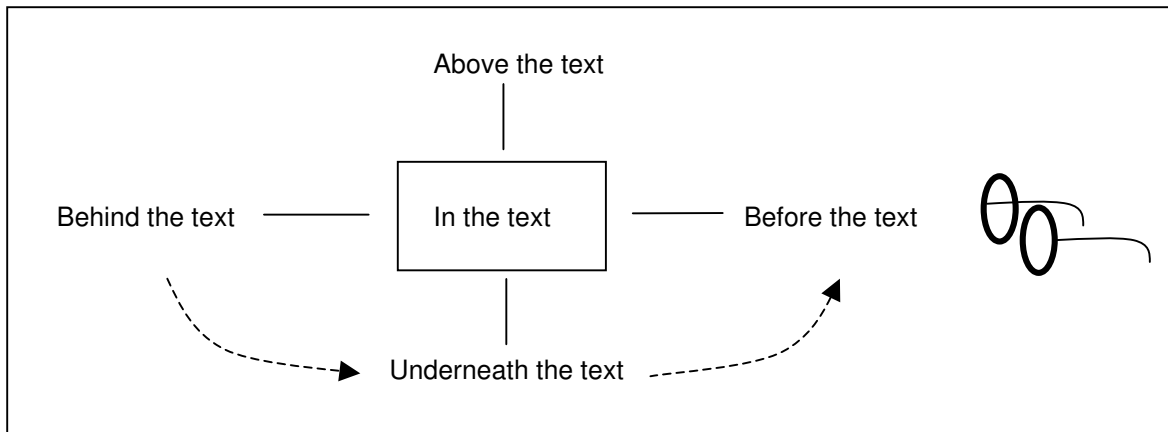 Above the text
Behind the text
In the text
Before the text
Underneath the text